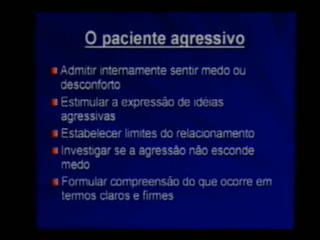 O paciente agressivo
Admitir internamente sentir medo ou
desconforto
Estimular a expressão de idéias
agressivas
Estabelecer limites do relacionamento
Investigar se a agressão não esconde
medo
Formular compreensão do que ocorre em
termos claros e firmes